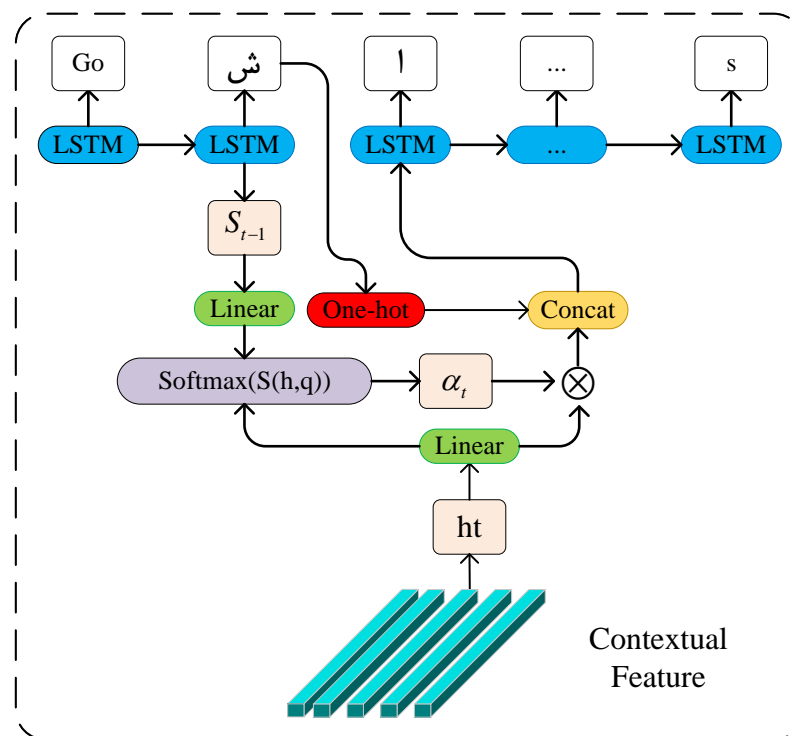 Go
ش
ا
...
s
LSTM
LSTM
LSTM
...
LSTM
S_{t-1}
Linear
One-hot
Concat
Softmax(S(h,q))
α_t
⊗
Linear
ht
Contextual
Feature